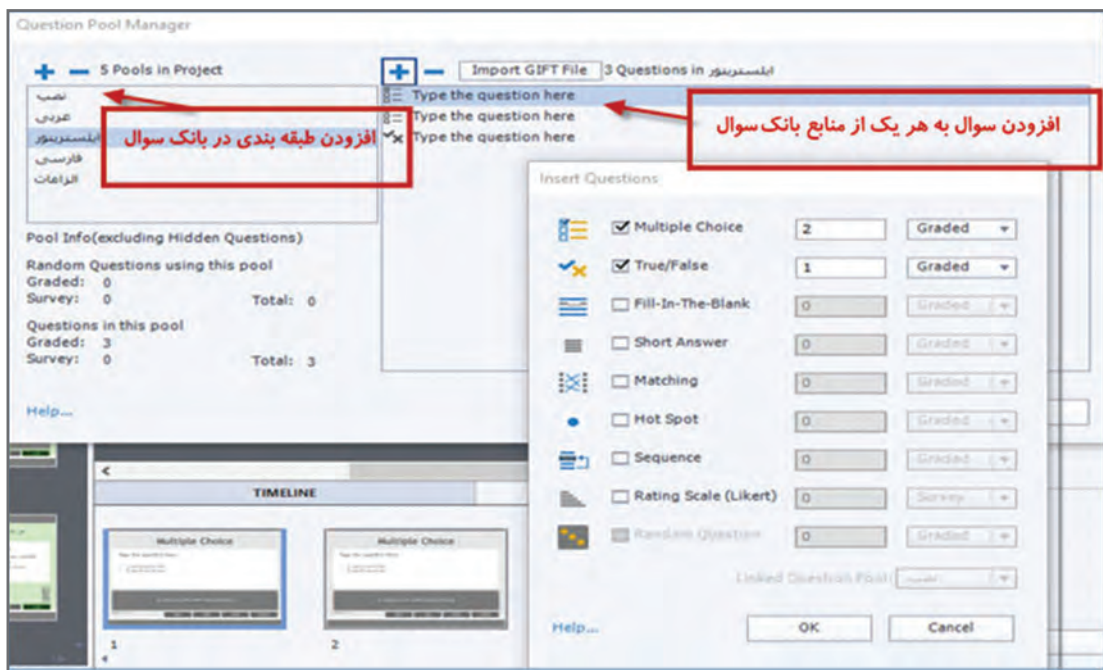 Question Pool Manager
5 Pools in Project
Import GIFT File
3 Questions in ایلستریتور
نصب
عربی
ایلستریتور
فارسی
الزامات
Type the question here
Type the question here
Type the question here
افزودن طبقه بندی در بانک سوال
افزودن سوال به هر یک از منابع بانک سوال
Pool Info(excluding Hidden Questions)
Random Questions using this pool
Graded: 0
Survey: 0 Total: 0
Questions in this pool
Graded: 3
Survey: 0 Total: 3
Help...
Insert Questions
Multiple Choice 2 Graded
True/False 1 Graded
Fill-In-The-Blank 0 Graded
Short Answer 0 Graded
Matching 0 Graded
Hot Spot 0 Graded
Sequence 0 Graded
Rating Scale (Likert) 0 Survey
Random Question 0 Graded
Linked Question Pool: نصب
Help...
OK
Cancel
TIMELINE
Multiple Choice
Multiple Choice
1
2